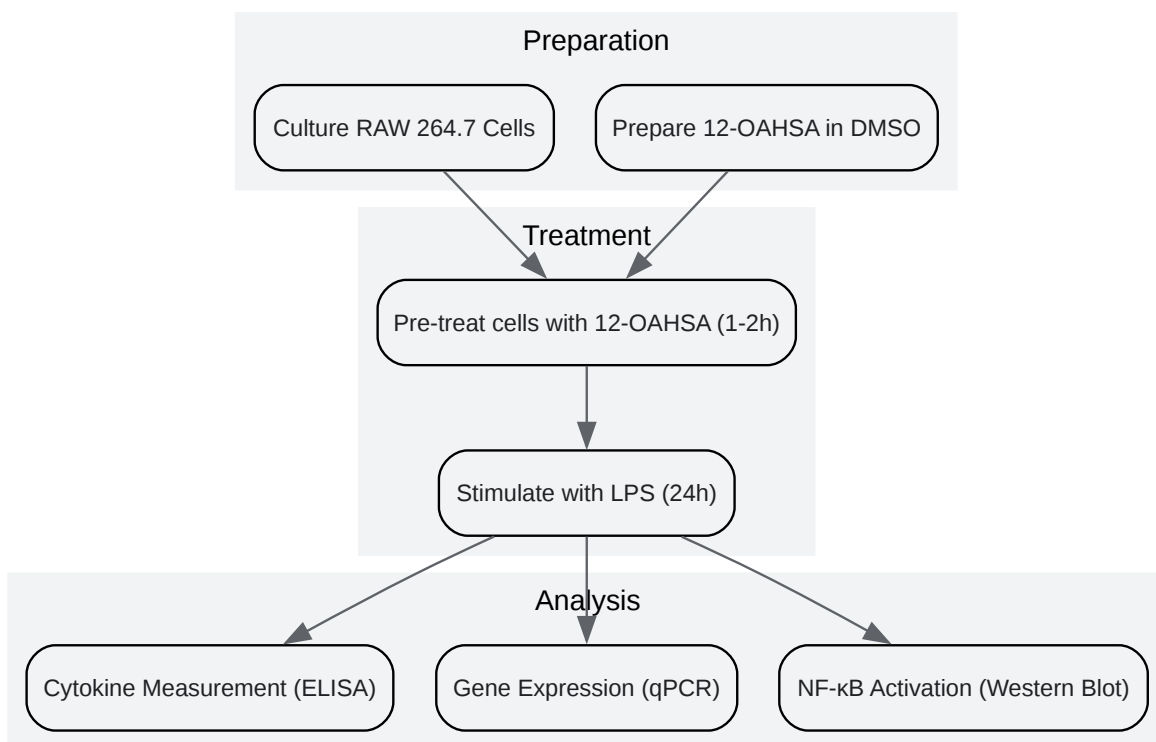 Preparation
Culture RAW 264.7 Cells
Prepare 12-OAHSA in DMSO
Treatment
Pre-treat cells with 12-OAHSA (1-2h)
Stimulate with LPS (24h)
Analysis
Cytokine Measurement (ELISA)
Gene Expression (qPCR)
NF-κB Activation (Western Blot)